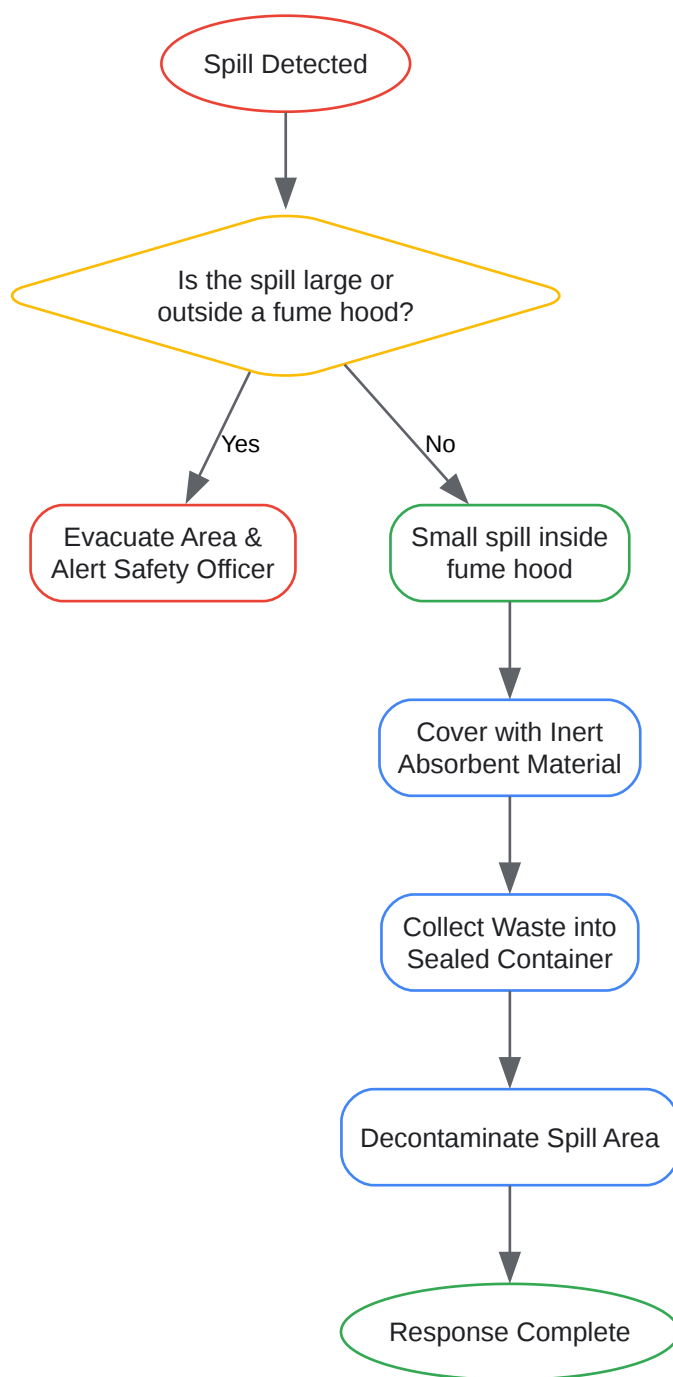 Spill Detected
Is the spill large or
outside a fume hood?
Yes
No
Evacuate Area &
Alert Safety Officer
Small spill inside
fume hood
Cover with Inert
Absorbent Material
Collect Waste into
Sealed Container
Decontaminate Spill Area
Response Complete